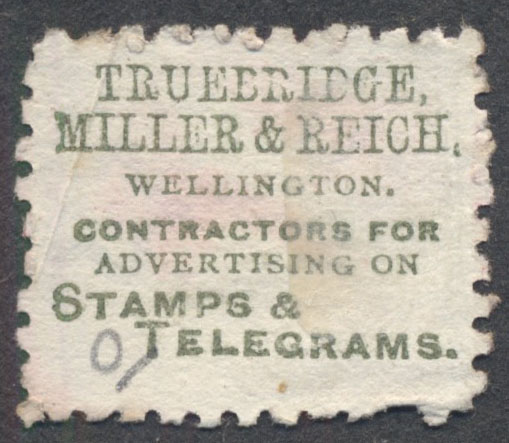 TRUEBRIDGE,
MILLER & REICH,
WELLINGTON.
CONTRACTORS FOR
ADVERTISING ON
STAMPS &
TELEGRAMS.